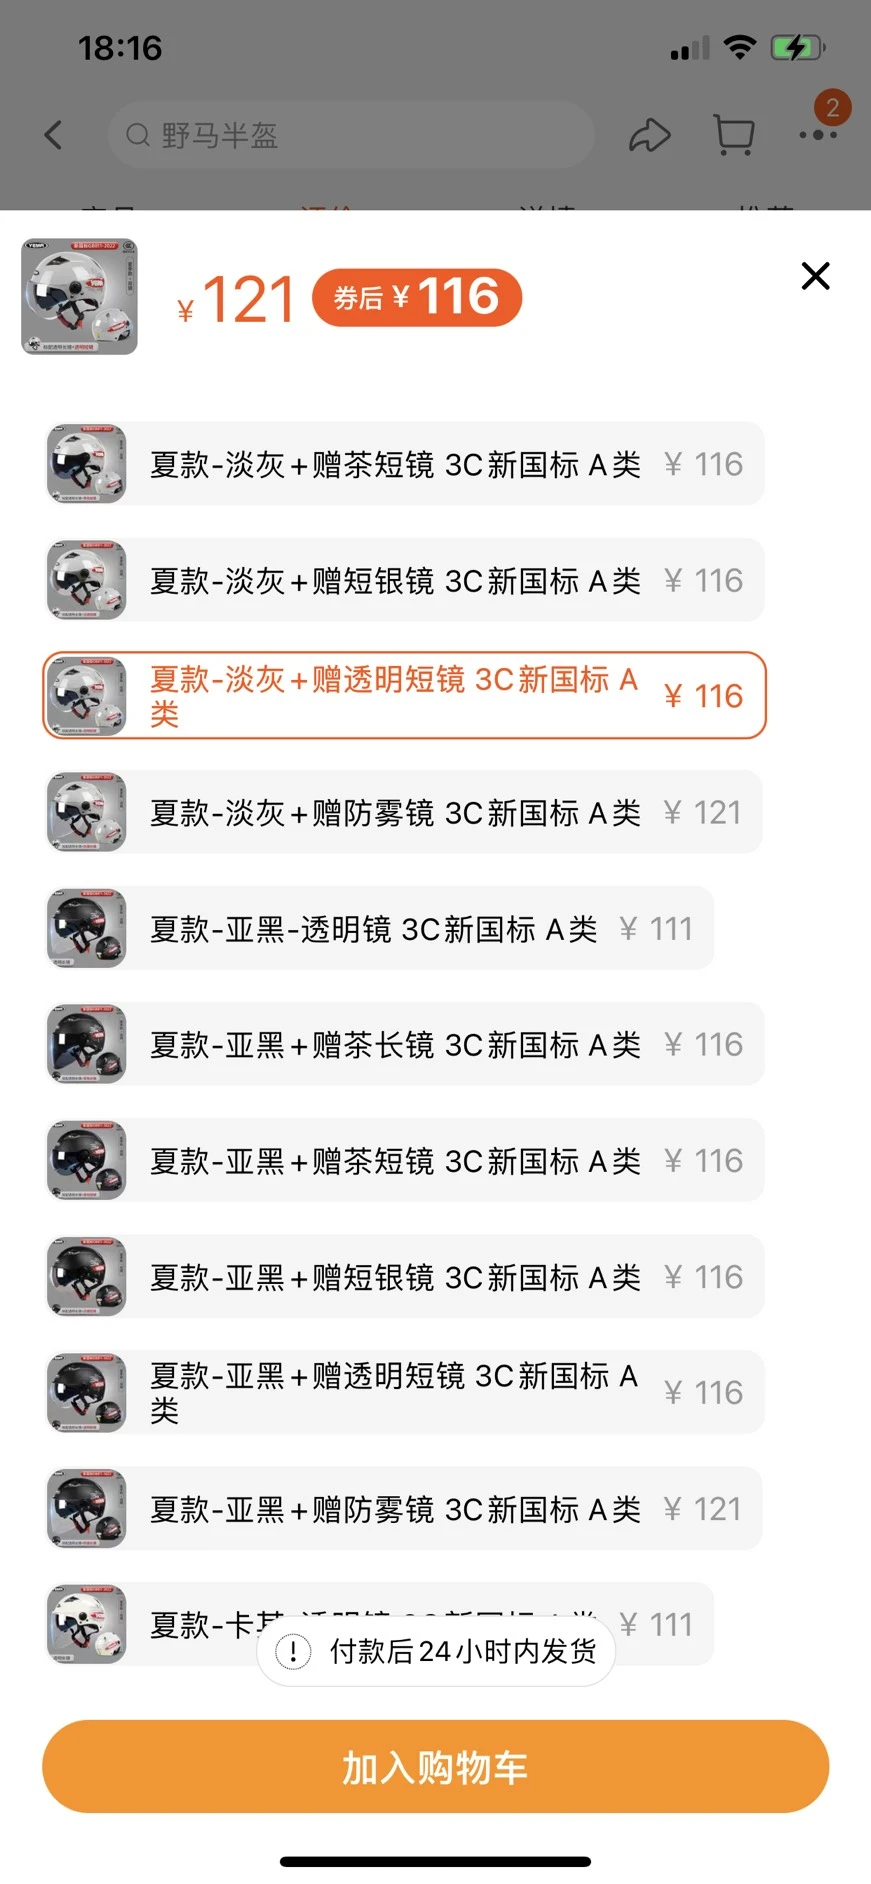 18:16
野马半盔
2
¥121 券后¥116
夏款-淡灰+赠茶短镜 3C新国标 A类 ¥ 116
夏款-淡灰+赠短银镜 3C新国标 A类 ¥ 116
夏款-淡灰+赠透明短镜 3C新国标 A
类 ¥ 116
夏款-淡灰+赠防雾镜 3C新国标 A类 ¥ 121
夏款-亚黑-透明镜 3C新国标 A类 ¥ 111
夏款-亚黑+赠茶长镜 3C新国标 A类 ¥ 116
夏款-亚黑+赠茶短镜 3C新国标 A类 ¥ 116
夏款-亚黑+赠短银镜 3C新国标 A类 ¥ 116
夏款-亚黑+赠透明短镜 3C新国标 A
类 ¥ 116
夏款-亚黑+赠防雾镜 3C新国标 A类 ¥ 121
夏款-卡其-透明镜 3C新国标 A类 ¥ 111
付款后24小时内发货
加入购物车